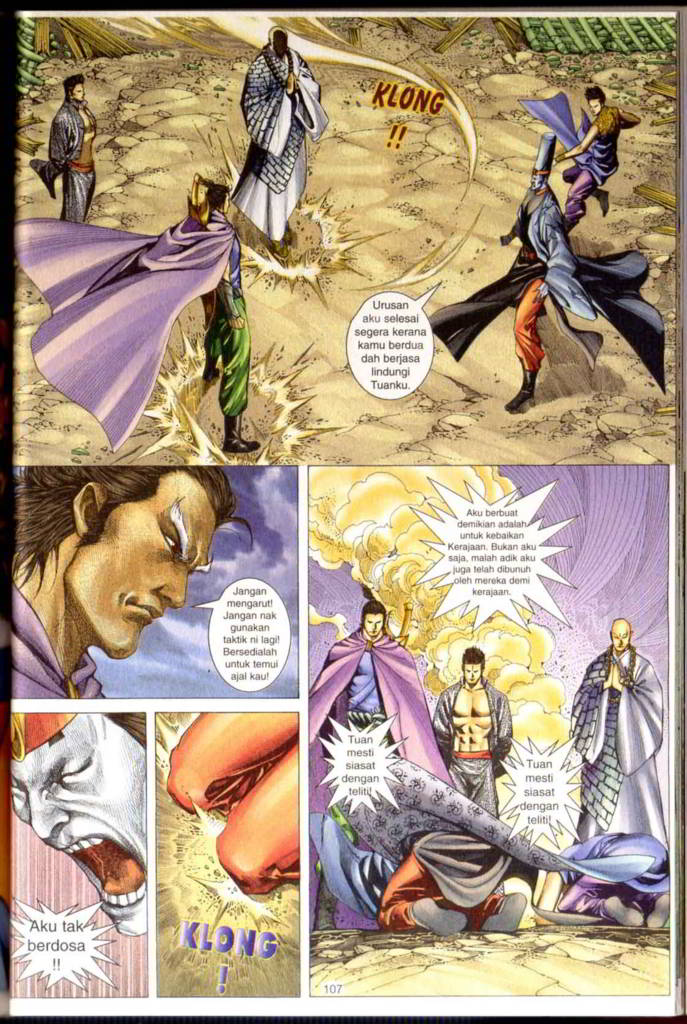 KLONG
!!
Urusan
aku selesai
segera kerana
kamu berdua
dah berjasa
lindungi
Tuanku.
Jangan
mengarut!
Jangan nak
gunakan
taktik ni lagi!
Bersedialah
untuk temui
ajal kau!
Aku tak
berdosa
!!
KLONG
!
Aku berbuat
demikian adalah
untuk kebaikan
Kerajaan. Bukan aku
saja, malah adik aku
juga telah dibunuh
oleh mereka demi
kerajaan.
Tuan
mesti
siasat
dengan
teliti!
Tuan
mesti
siasat
dengan
teliti!
107